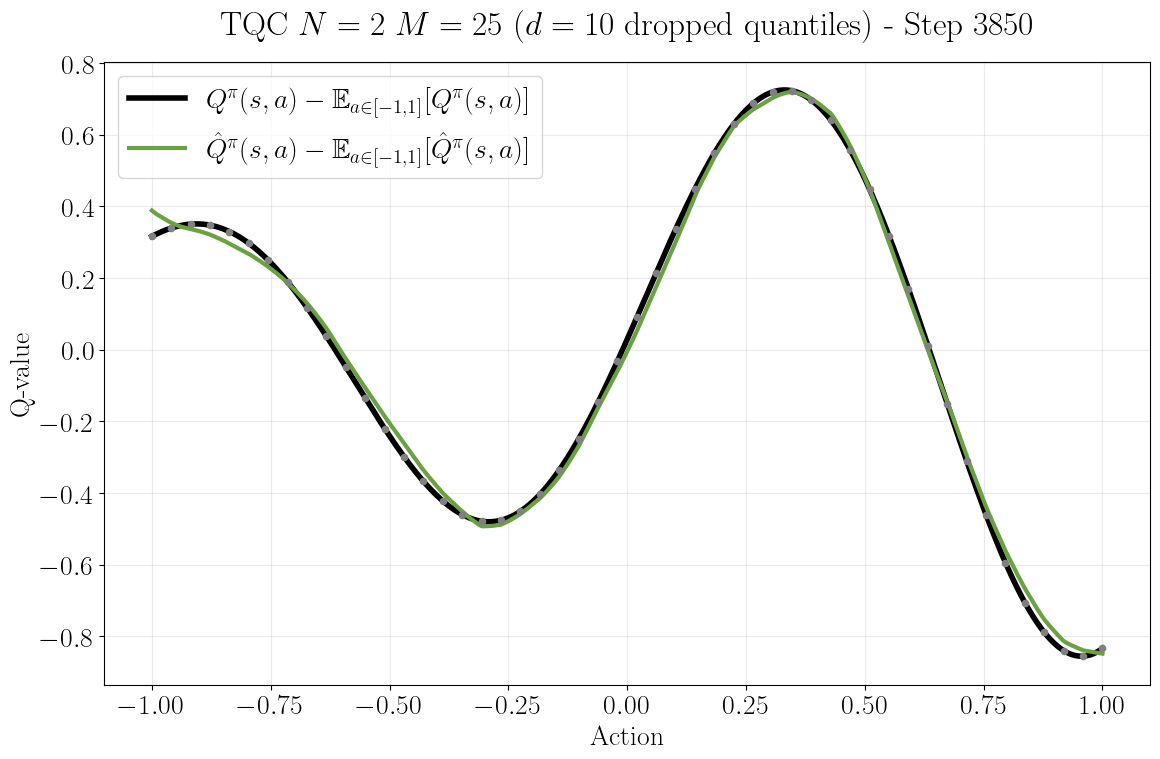 TQC N = 2 M = 25 (d = 10 dropped quantiles) - Step 3850
Q^π(s, a) − 𝔼_{a∈[−1,1]}[Q^π(s, a)]
Q̂^π(s, a) − 𝔼_{a∈[−1,1]}[Q̂^π(s, a)]
0.8
0.6
0.4
0.2
0.0
−0.2
−0.4
−0.6
−0.8
Q-value
−1.00 −0.75 −0.50 −0.25 0.00 0.25 0.50 0.75 1.00
Action